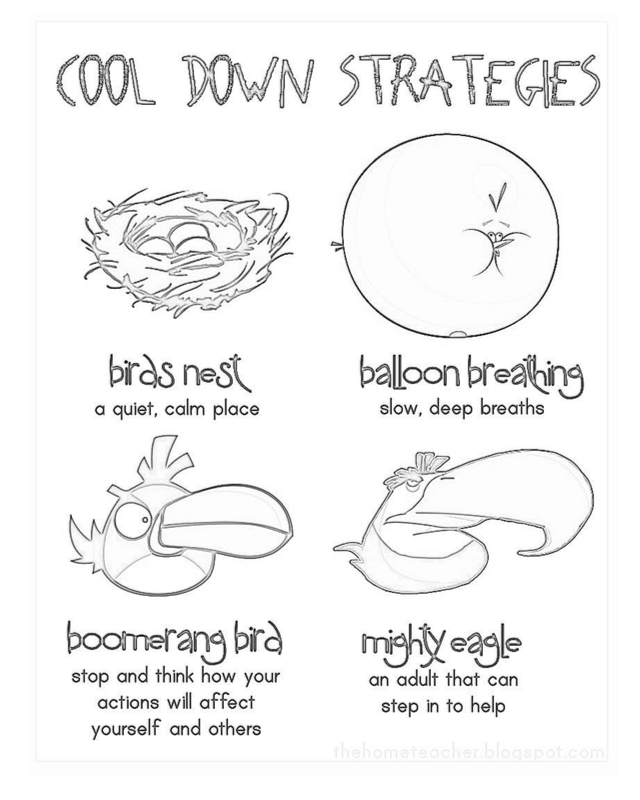 COOL DOWN STRATEGIES
birds nest
a quiet, calm place
balloon breathing
slow, deep breaths
boomerang bird
stop and think how your
actions will affect
yourself and others
mighty eagle
an adult that can
step in to help
thehometeacher.blogspot.com